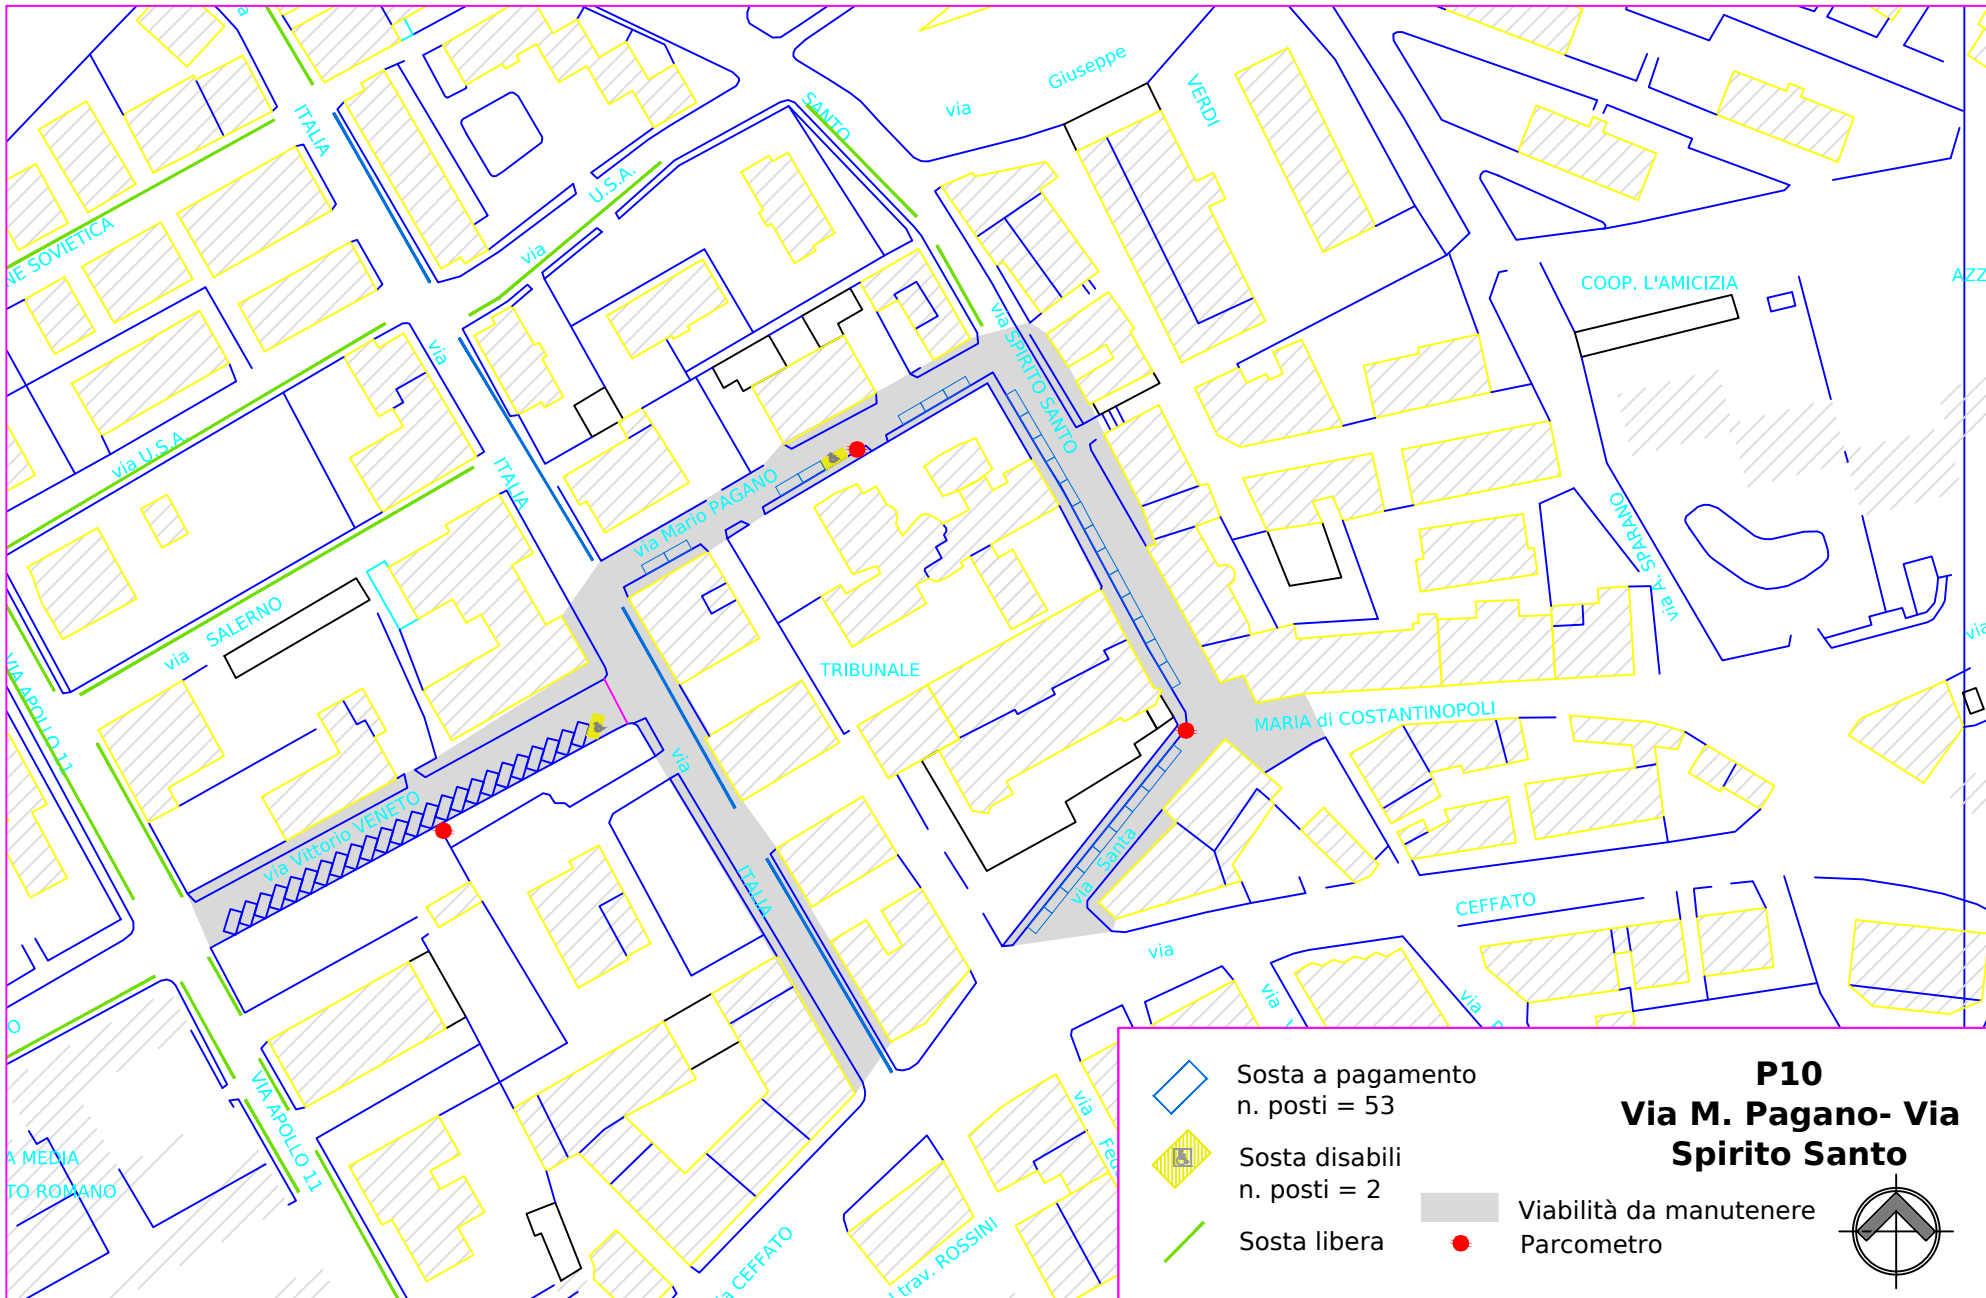 ITALIA
SANTO
via
Giuseppe
VERDI
NE SOVIETICA
via
U.S.A.
COOP. L'AMICIZIA
AZZ
via SPIRITO SANTO
via
via U.S.A.
ITALIA
via Mario PAGANO
via A. SPARANO
via
SALERNO
via
TRIBUNALE
VIA APOLLO 11
MARIA di COSTANTINOPOLI
via
via Vittorio VENETO
via Santa
ITALIA
CEFFATO
via
via
via
O
VIA APOLLO 11
via
A MEDIA
TO ROMANO
CEFFATO
trav. ROSSINI
Sosta a pagamento
n. posti = 53
Sosta disabili
n. posti = 2
Sosta libera
P10
Via M. Pagano- Via
Spirito Santo
Viabilità da manutenere
Parcometro